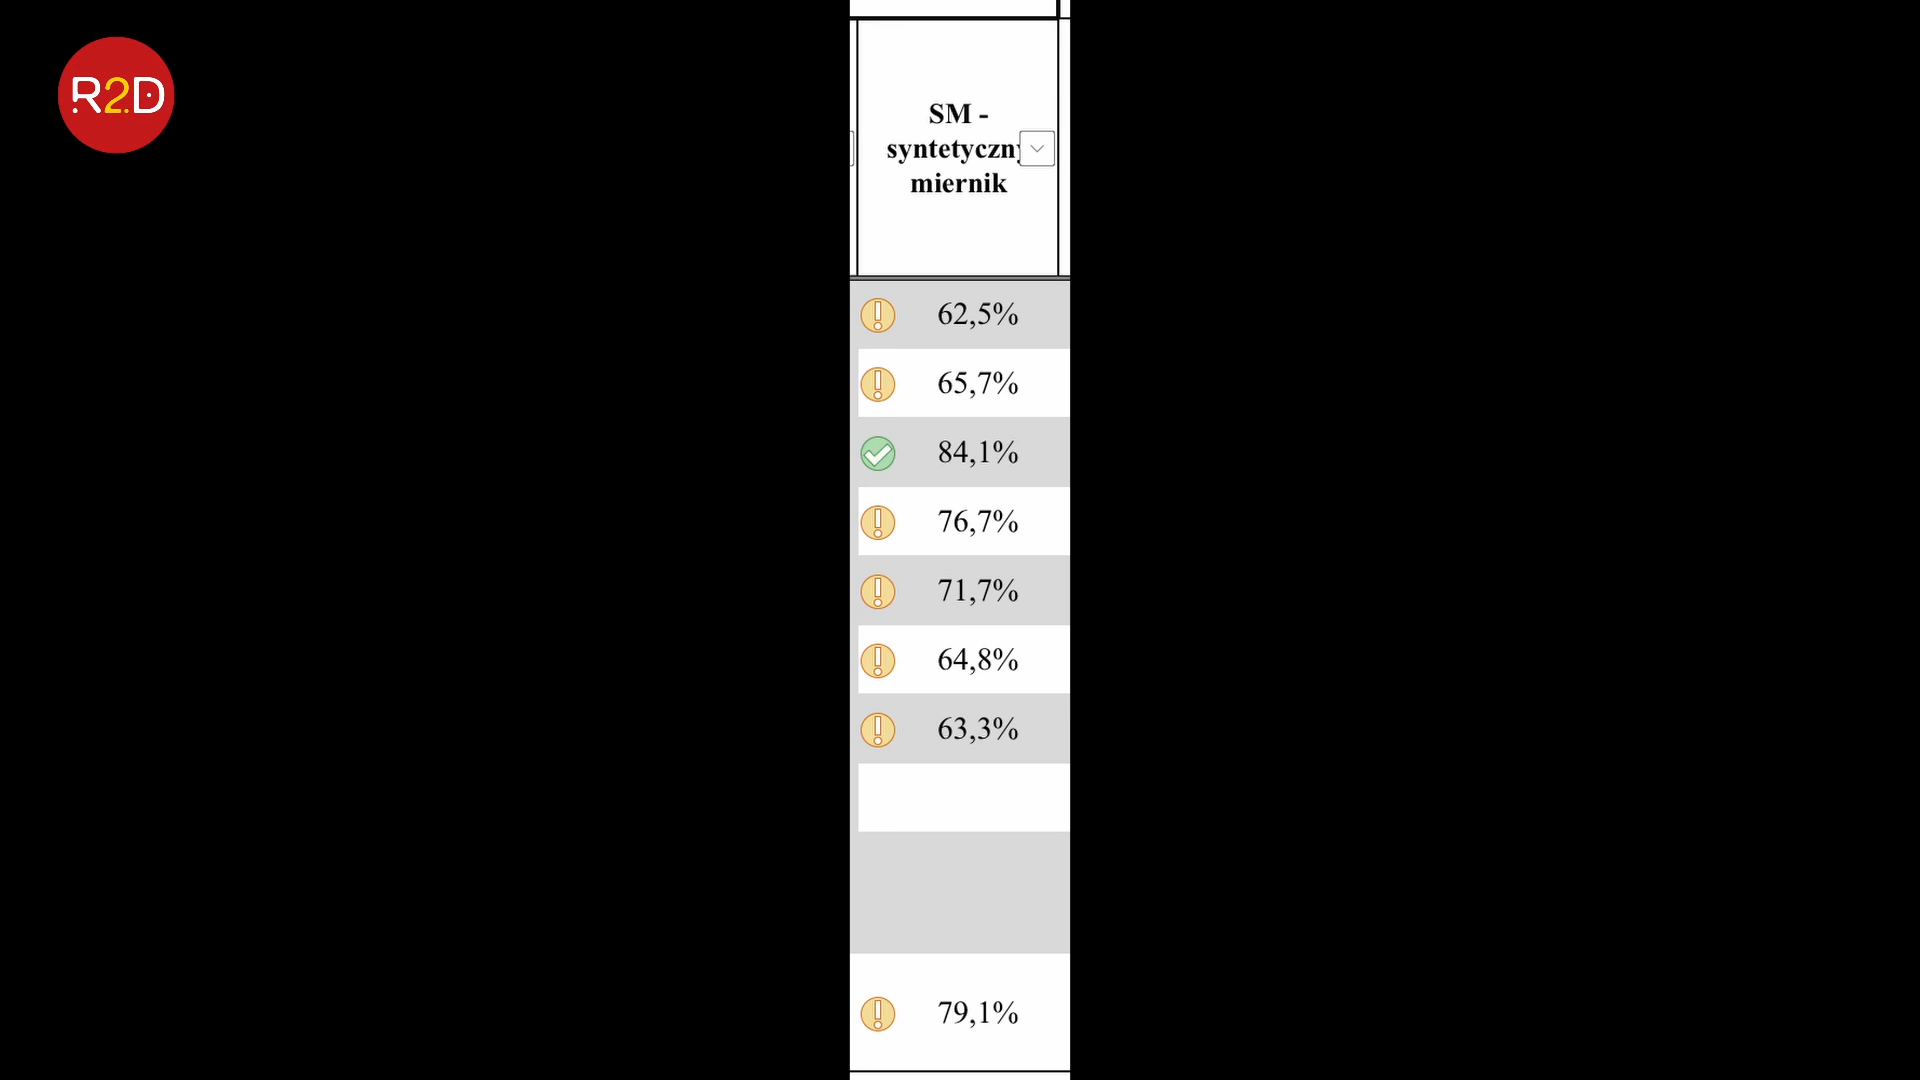 R2D
SM -
syntetyczny
miernik
62,5%
65,7%
84,1%
76,7%
71,7%
64,8%
63,3%
79,1%